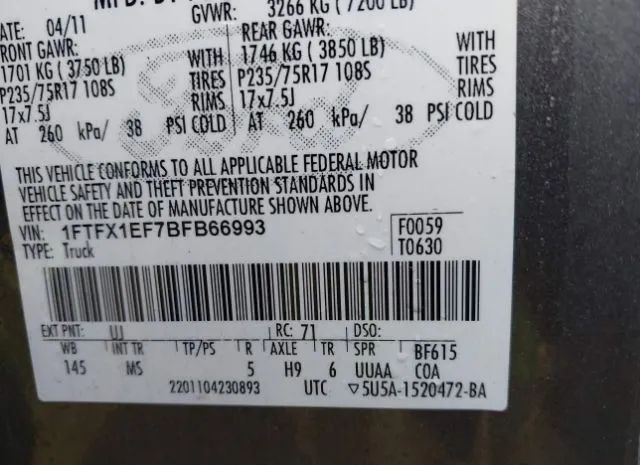 GVWR: 3266 KG ( 7200 LB)
DATE: 04/11
FRONT GAWR: REAR GAWR:
1701 KG ( 3750 LB) WITH 1746 KG ( 3850 LB) WITH
P235/75R17 108S TIRES P235/75R17 108S TIRES
17x7.5J RIMS 17x7.5J RIMS
AT 260 kPa/ 38 PSI COLD AT 260 kPa/ 38 PSI COLD
THIS VEHICLE CONFORMS TO ALL APPLICABLE FEDERAL MOTOR
VEHICLE SAFETY AND THEFT PREVENTION STANDARDS IN
EFFECT ON THE DATE OF MANUFACTURE SHOWN ABOVE.
VIN: 1FTFX1EF7BFB66993 F0059
TYPE: Truck T0630
EXT PNT: UJ RC: 71 DSO:
WB INT TR TP/PS R AXLE TR SPR BF615
145 MS 5 H9 6 UUAA COA
2201104230893 UTC ▽5U5A-1520472-BA